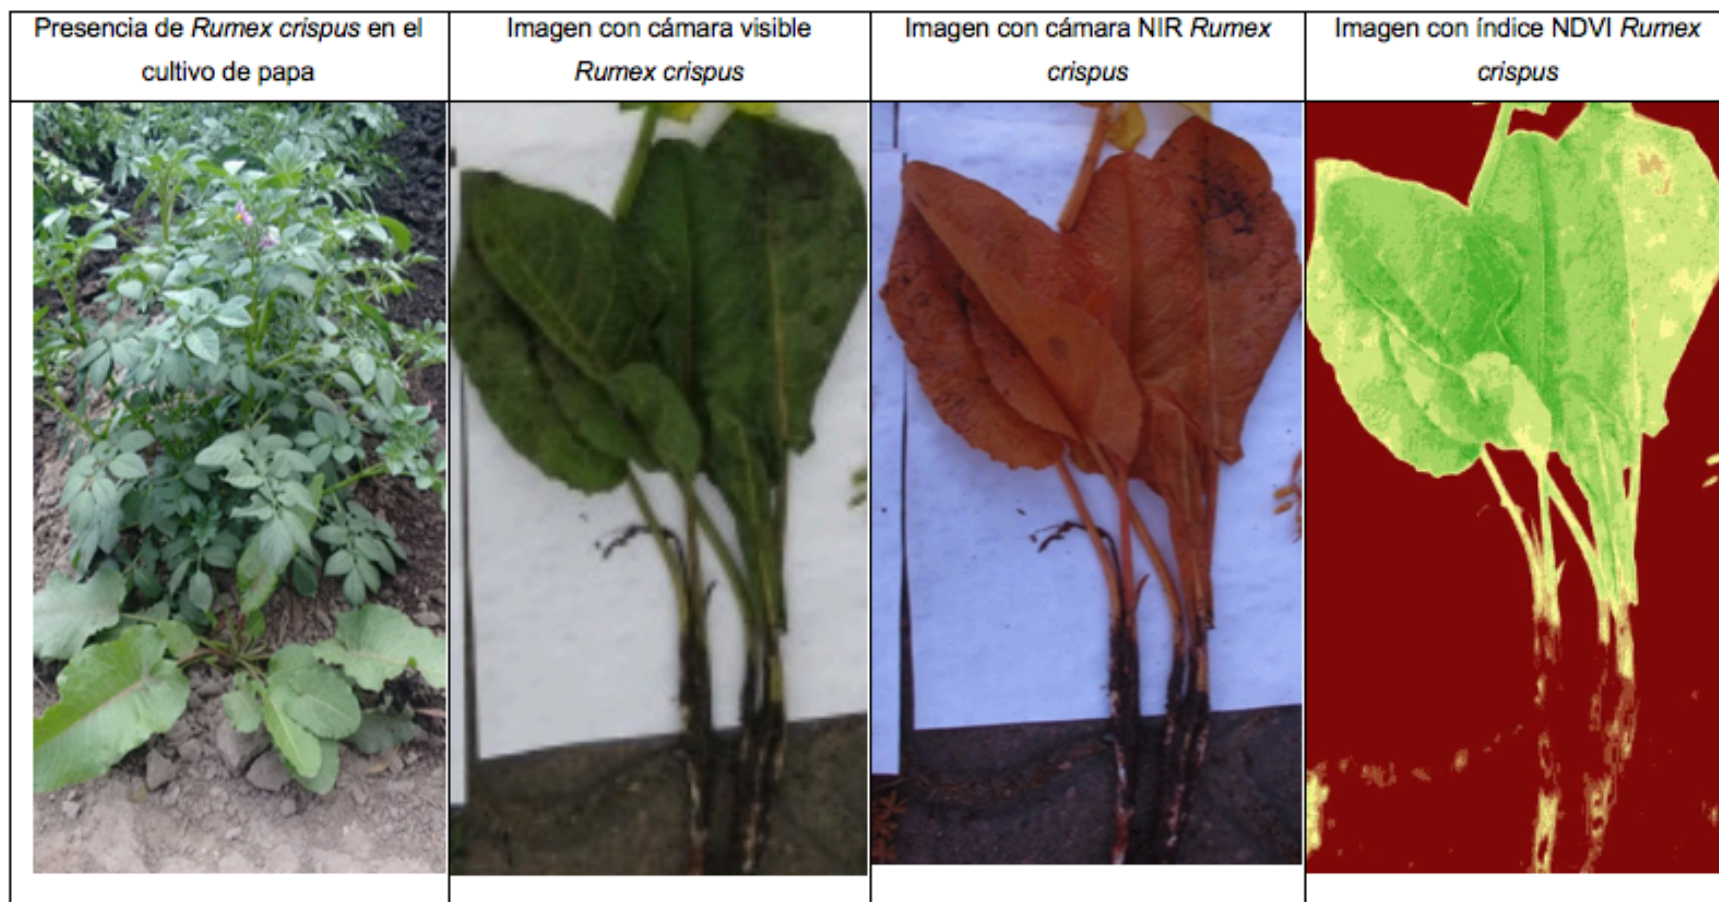 Presencia de Rumex crispus en el
cultivo de papa
Imagen con cámara visible
Rumex crispus
Imagen con cámara NIR Rumex
crispus
Imagen con índice NDVI Rumex
crispus